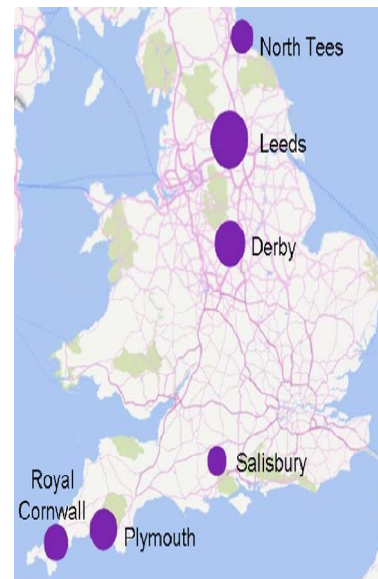 North Tees
Leeds
Derby
Salisbury
Royal
Cornwall
Plymouth